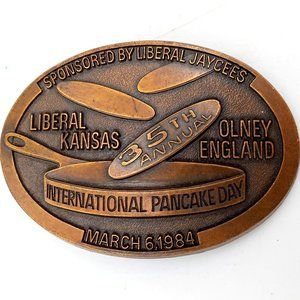 SPONSORED BY LIBERAL JAYCEES
LIBERAL
KANSAS
35TH
ANNUAL
OLNEY
ENGLAND
INTERNATIONAL PANCAKE DAY
MARCH 6, 1984